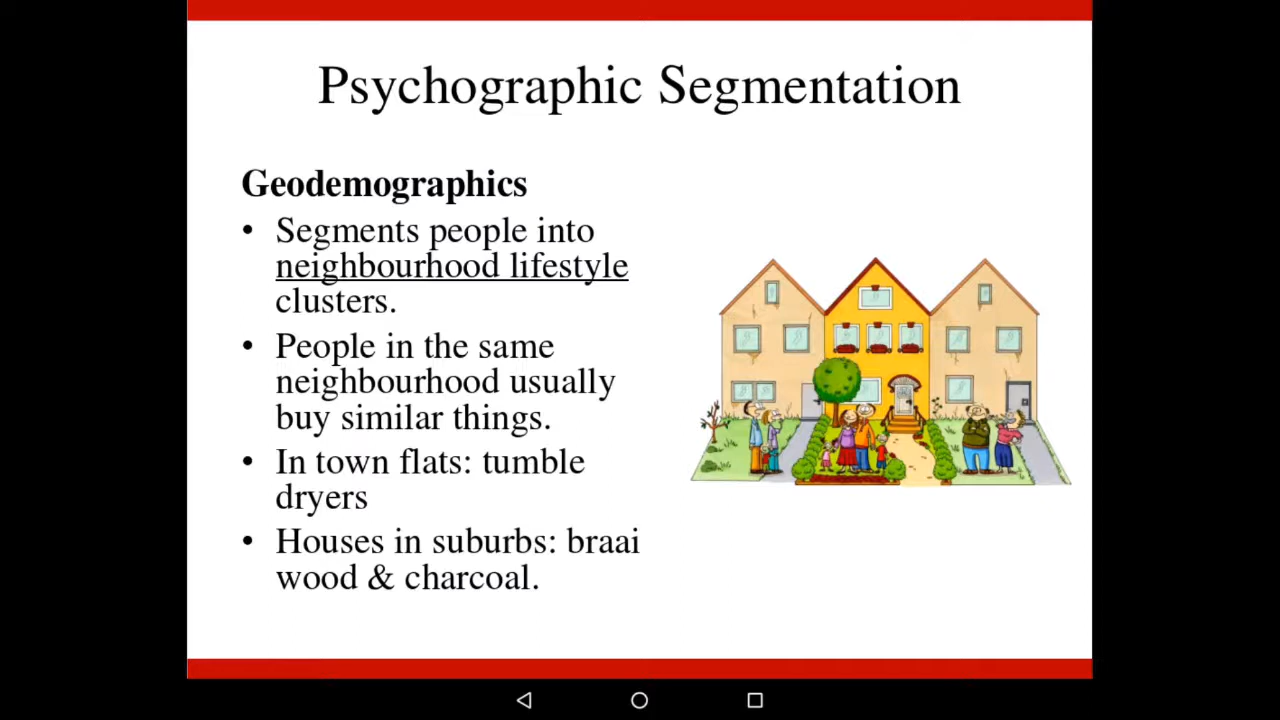 Psychographic Segmentation
Geodemographics
• Segments people into
neighbourhood lifestyle
clusters.
• People in the same
neighbourhood usually
buy similar things.
• In town flats: tumble
dryers
• Houses in suburbs: braai
wood & charcoal.